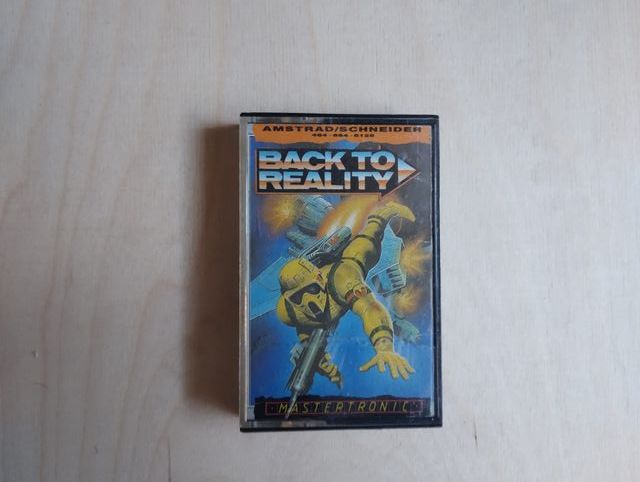 AMSTRAD/SCHNEIDER
464·664·6128
BACK TO
REALITY
MASTERTRONIC